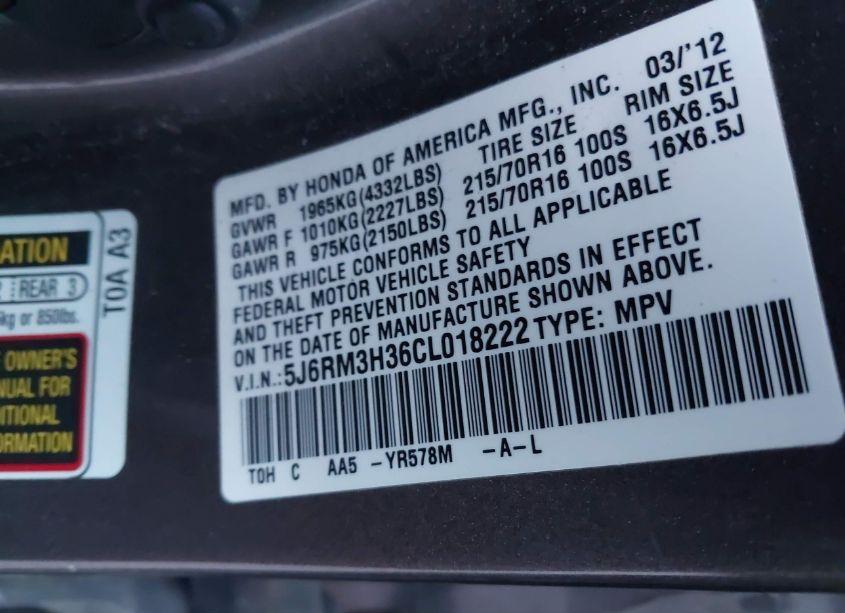 MFD. BY HONDA OF AMERICA MFG., INC. 03/'12
GVWR 1965KG(4332LBS) TIRE SIZE RIM SIZE
GAWR F 1010KG(2227LBS) 215/70R16 100S 16X6.5J
GAWR R 975KG(2150LBS) 215/70R16 100S 16X6.5J
THIS VEHICLE CONFORMS TO ALL APPLICABLE
FEDERAL MOTOR VEHICLE SAFETY
AND THEFT PREVENTION STANDARDS IN EFFECT
ON THE DATE OF MANUFACTURE SHOWN ABOVE.
V.I.N.:5J6RM3H36CL018222 TYPE: MPV
T0H C AA5 -YR578M -A-L
ATION
REAR 3
kg or 850lbs.
OWNER'S
NUAL FOR
ITIONAL
ORMATION
T0A A3